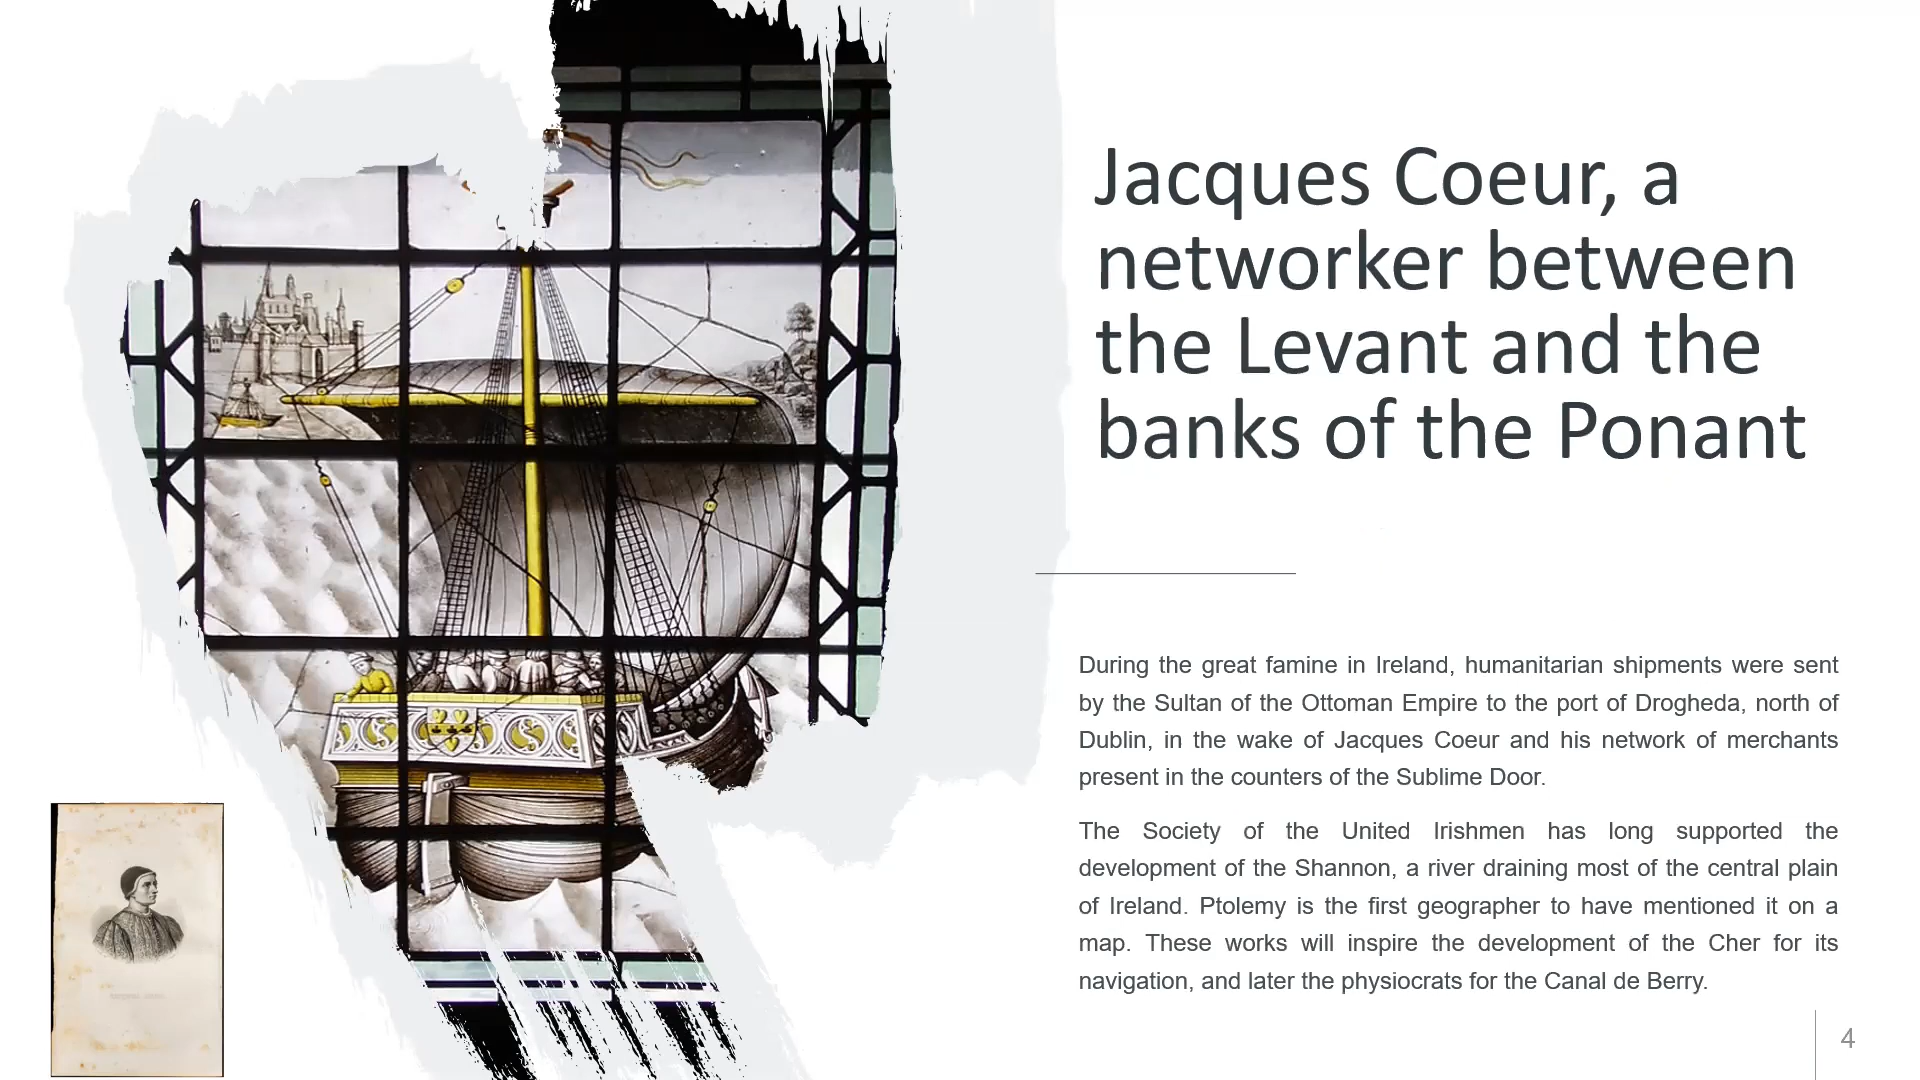 Jacques Coeur, a
networker between
the Levant and the
banks of the Ponant
During the great famine in Ireland, humanitarian shipments were sent
by the Sultan of the Ottoman Empire to the port of Drogheda, north of
Dublin, in the wake of Jacques Coeur and his network of merchants
present in the counters of the Sublime Door.
The Society of the United Irishmen has long supported the
development of the Shannon, a river draining most of the central plain
of Ireland. Ptolemy is the first geographer to have mentioned it on a
map. These works will inspire the development of the Cher for its
navigation, and later the physiocrats for the Canal de Berry.
4